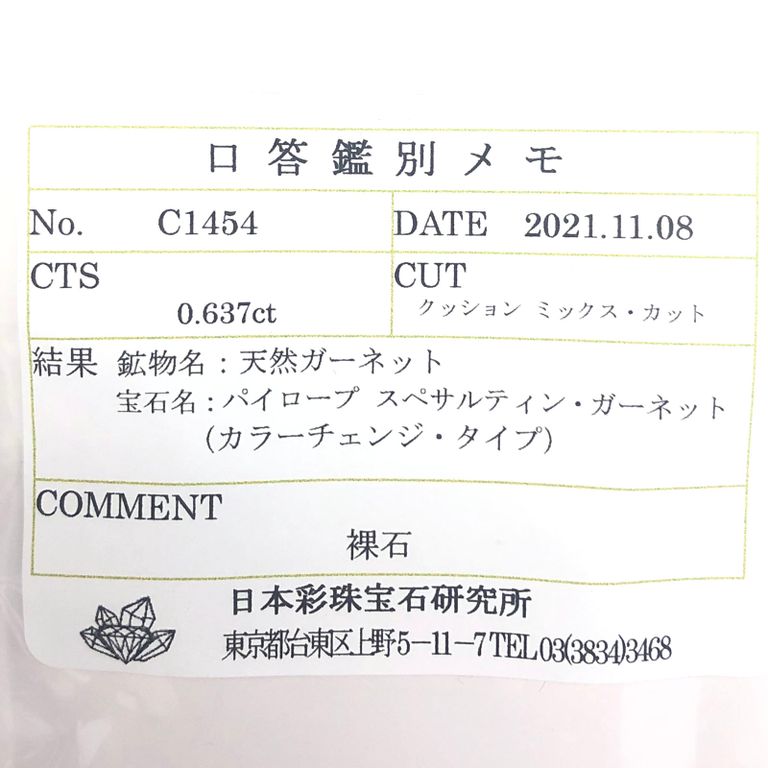 口答鑑別メモ
No. C1454 DATE 2021.11.08
CTS CUT
0.637ct クッション ミックス・カット
結果 鉱物名：天然ガーネット
宝石名：パイロープ スペサルティン・ガーネット
(カラーチェンジ・タイプ)
COMMENT
裸石
日本彩珠宝石研究所
東京都台東区上野5-11-7 TEL03(3834)3468